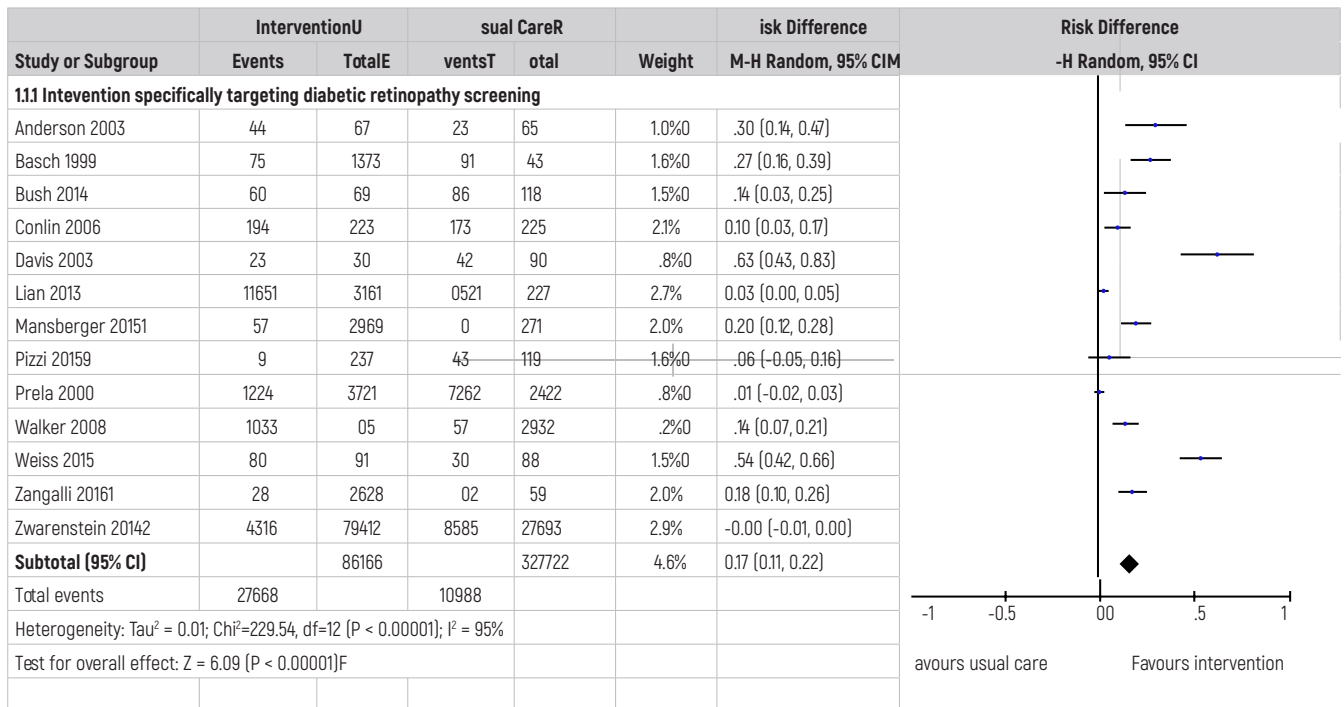 InterventionU sual CareR isk Difference Risk Difference
Study or Subgroup Events TotalE ventsT otal Weight M-H Random, 95% CIM -H Random, 95% CI
1.1.1 Intevention specifically targeting diabetic retinopathy screening
Anderson 2003 44 67 23 65 1.0%0 .30 (0.14, 0.47)
Basch 1999 75 1373 91 43 1.6%0 .27 (0.16, 0.39)
Bush 2014 60 69 86 118 1.5%0 .14 (0.03, 0.25)
Conlin 2006 194 223 173 225 2.1% 0.10 (0.03, 0.17)
Davis 2003 23 30 42 90 .8%0 .63 (0.43, 0.83)
Lian 2013 11651 3161 0521 227 2.7% 0.03 (0.00, 0.05)
Mansberger 20151 57 2969 0 271 2.0% 0.20 (0.12, 0.28)
Pizzi 20159 9 237 43 119 1.6%0 .06 (-0.05, 0.16)
Prela 2000 1224 3721 7262 2422 .8%0 .01 (-0.02, 0.03)
Walker 2008 1033 05 57 2932 .2%0 .14 (0.07, 0.21)
Weiss 2015 80 91 30 88 1.5%0 .54 (0.42, 0.66)
Zangalli 20161 28 2628 02 59 2.0% 0.18 (0.10, 0.26)
Zwarenstein 20142 4316 79412 8585 27693 2.9% -0.00 (-0.01, 0.00)
Subtotal (95% CI) 86166 327722 4.6% 0.17 (0.11, 0.22)
Total events 27668 10988
-1 -0.5 00 .5 1
Heterogeneity: Tau² = 0.01; Chi²=229.54, df=12 (P < 0.00001); I² = 95%
Test for overall effect: Z = 6.09 (P < 0.00001)F avours usual care Favours intervention